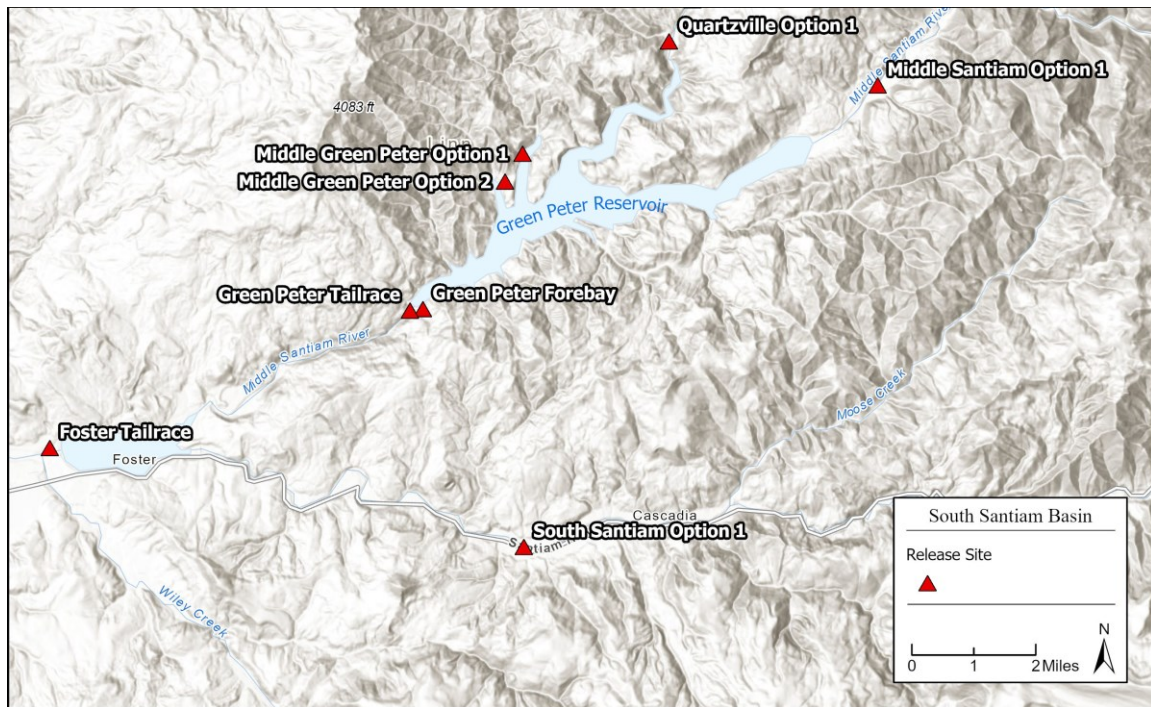 Quartzville Option 1
Middle Santiam River
Middle Santiam Option 1
4083 ft
Linn
Middle Green Peter Option 1
Middle Green Peter Option 2
Green Peter Reservoir
Green Peter Tailrace
Green Peter Forebay
Middle Santiam River
Moose Creek
Foster Tailrace
Foster
Cascadia
South Santiam Option 1
Wiley Creek
South Santiam Basin
Release Site
N
0 1 2 Miles